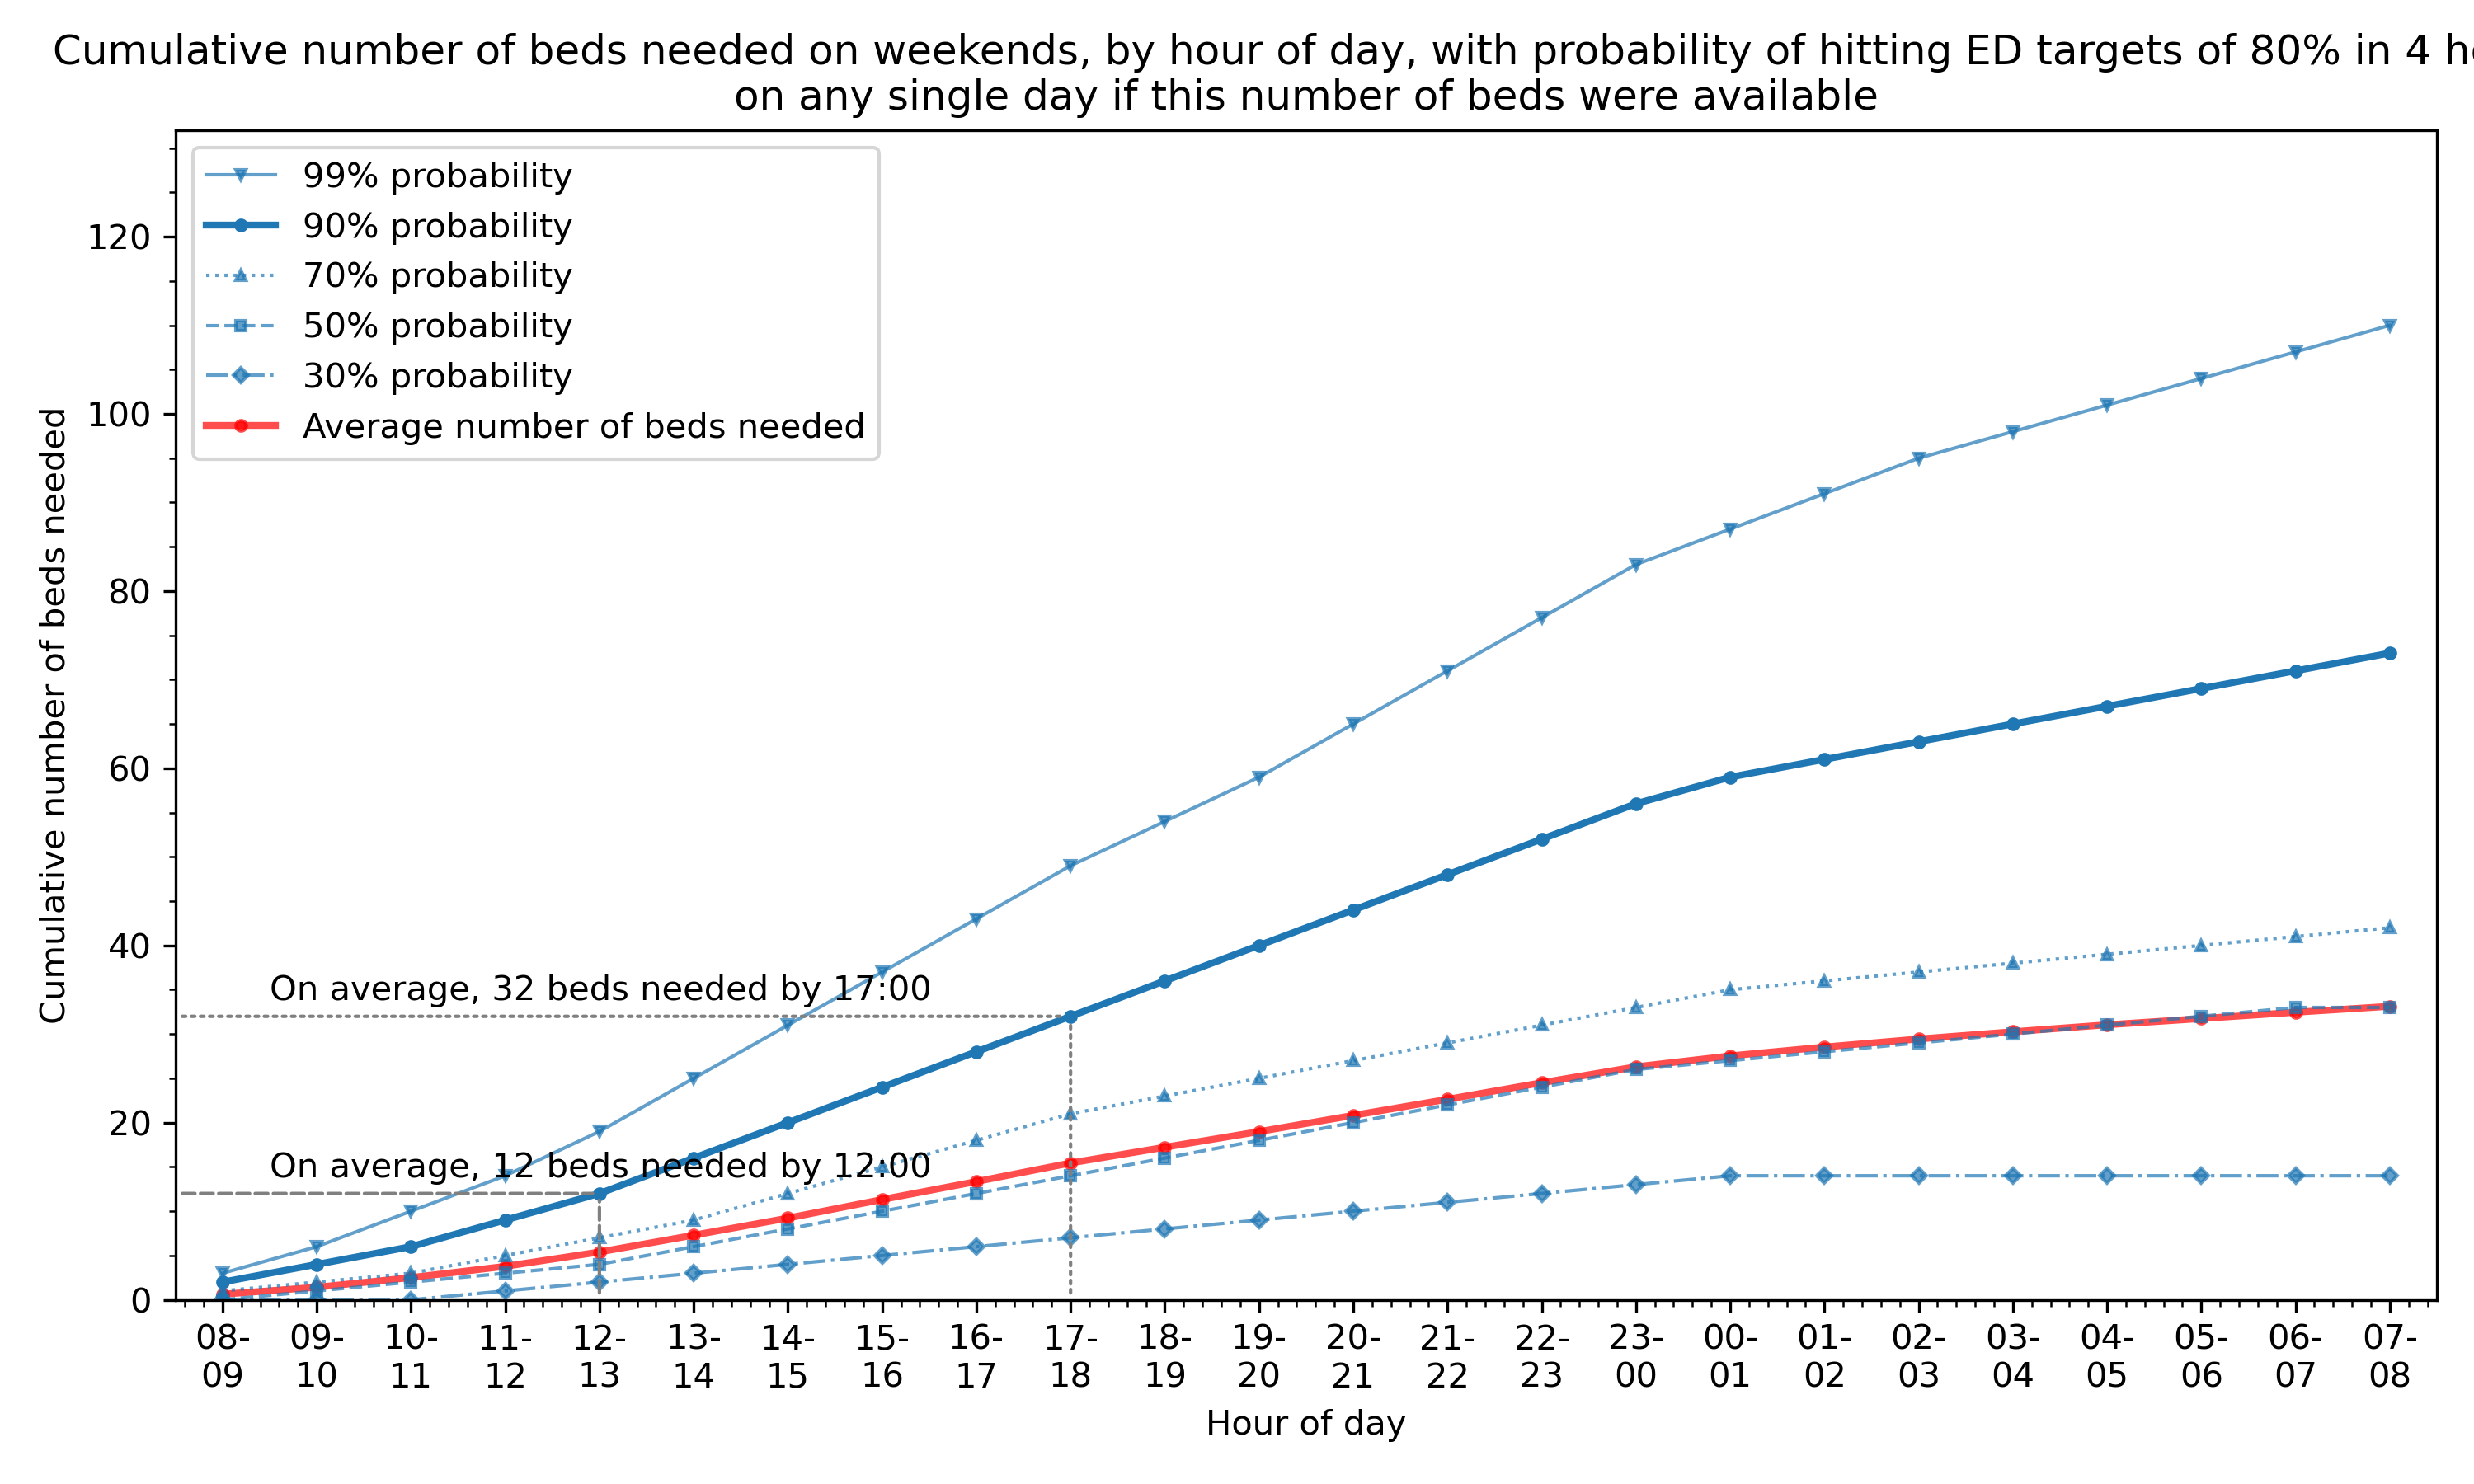 Cumulative number of beds needed on weekends, by hour of day, with probability of hitting ED targets of 80% in 4
on any single day if this number of beds were available
99% probability
90% probability
70% probability
50% probability
30% probability
Average number of beds needed
Cumulative number of beds needed
120
100
80
60
40
20
0
On average, 32 beds needed by 17:00
On average, 12 beds needed by 12:00
08- 09- 10- 11- 12- 13- 14- 15- 16- 17- 18- 19- 20- 21- 22- 23- 00- 01- 02- 03- 04- 05- 06- 07-
09 10 11 12 13 14 15 16 17 18 19 20 21 22 23 00 01 02 03 04 05 06 07 08
Hour of day